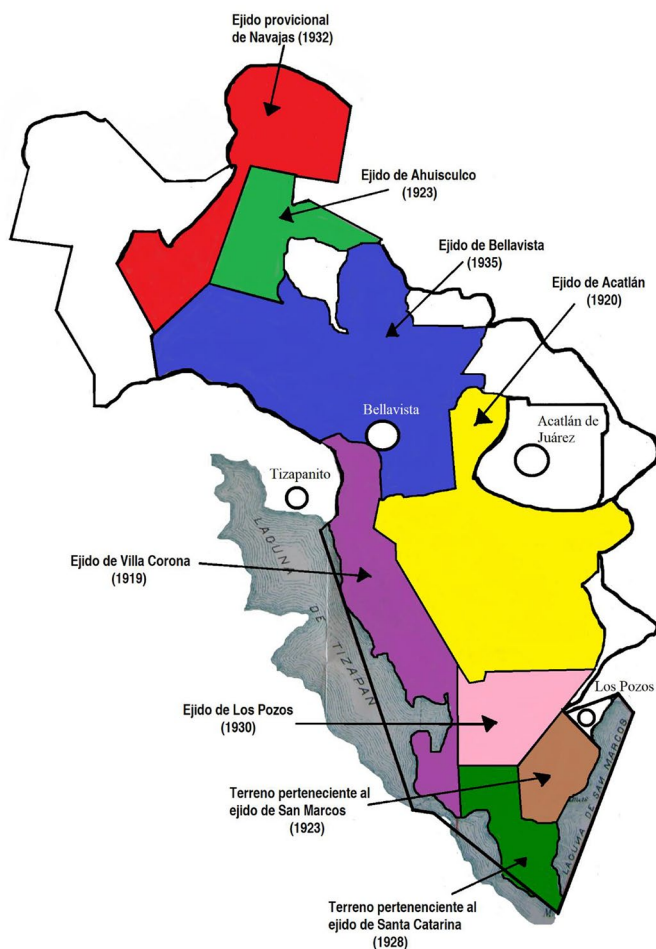 Ejido provicional
de Navajas (1932)
Ejido de Ahuisculco
(1923)
Ejido de Bellavista
(1935)
Ejido de Acatlán
(1920)
Bellavista
Acatlán de
Juárez
Tizapanito
LAGUNA
DE TIZAPAN
Ejido de Villa Corona
(1919)
Los Pozos
Ejido de Los Pozos
(1930)
LAGUNA DE SAN MARCOS
Terreno perteneciente al
ejido de San Marcos
(1923)
Terreno pertenenciente al
ejido de Santa Catarina
(1928)